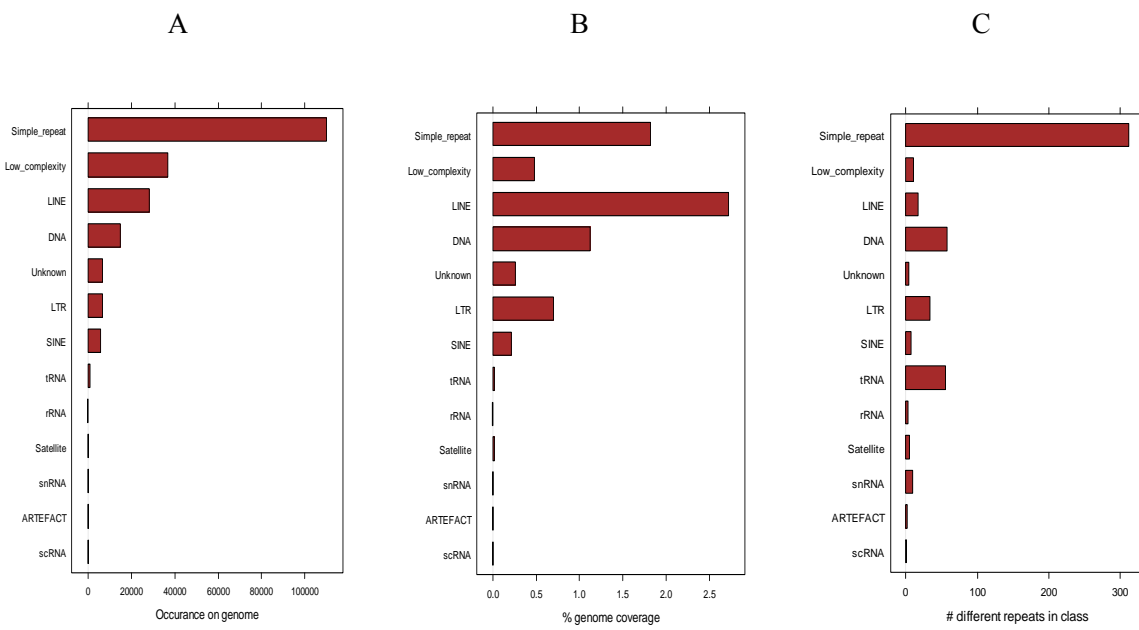 A
B
C
Simple_repeat
Low_complexity
LINE
DNA
Unknown
LTR
SINE
tRNA
rRNA
Satellite
snRNA
ARTEFACT
scRNA
0 20000 40000 60000 80000 100000
Occurance on genome
Simple_repeat
Low_complexity
LINE
DNA
Unknown
LTR
SINE
tRNA
rRNA
Satellite
snRNA
ARTEFACT
scRNA
0.0 0.5 1.0 1.5 2.0 2.5
% genome coverage
Simple_repeat
Low_complexity
LINE
DNA
Unknown
LTR
SINE
tRNA
rRNA
Satellite
snRNA
ARTEFACT
scRNA
0 100 200 300
# different repeats in class